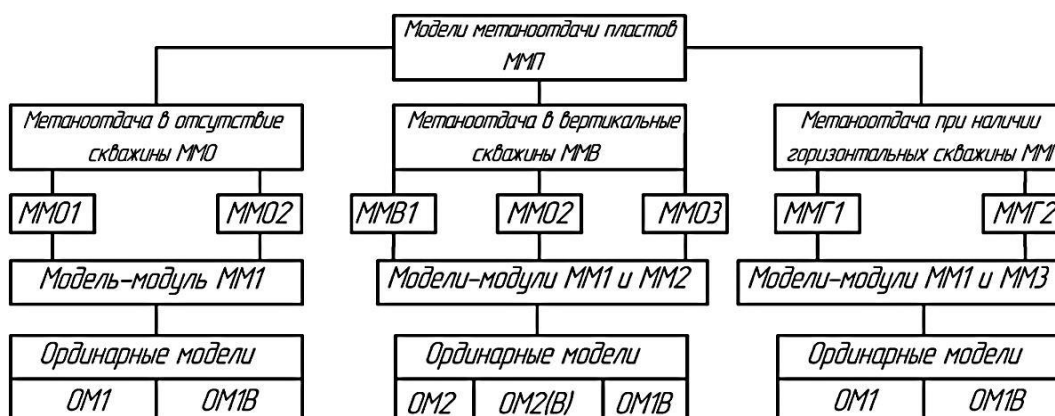 Модели метаноотдачи пластов
ММП
Метаноотдача в отсутствие
скважины ММО
Метаноотдача в вертикальные
скважины ММВ
Метаноотдача при наличии
горизонтальных скважины ММГ
ММО1
ММО2
ММВ1
ММО2
ММО3
ММГ1
ММГ2
Модель-модуль ММ1
Модели-модули ММ1 и ММ2
Модели-модули ММ1 и ММ3
Ординарные модели
ОМ1
ОМ1В
Ординарные модели
ОМ2
ОМ2(В)
ОМ1В
Ординарные модели
ОМ1
ОМ1В